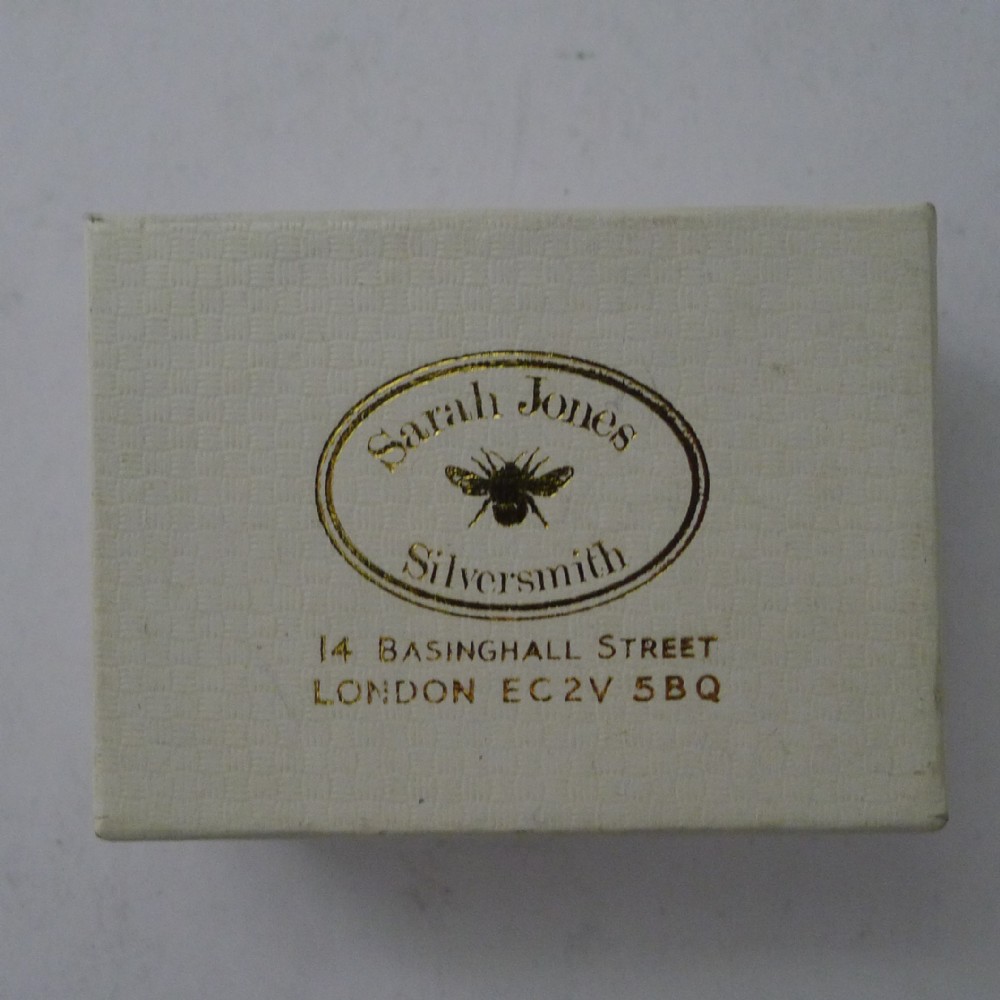 Sarah Jones
Silversmith
14 BASINGHALL STREET
LONDON EC2V 5BQ